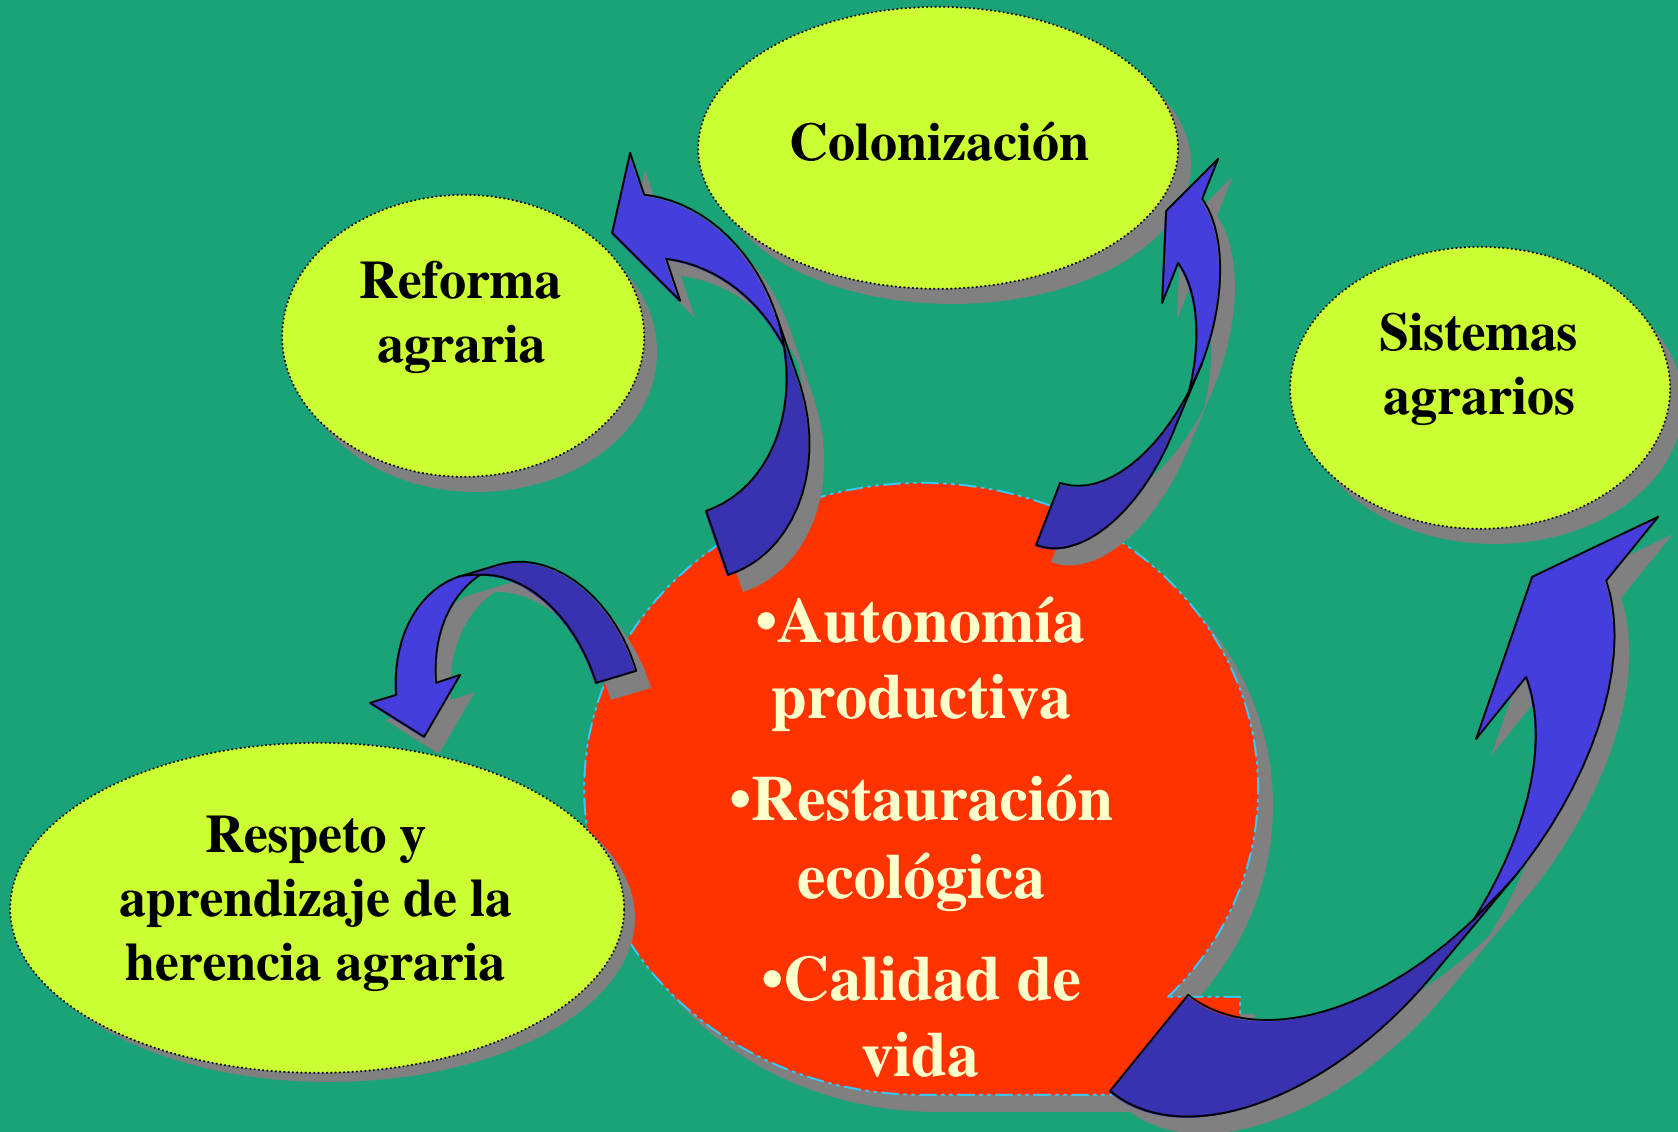 Colonización
Reforma
agraria
Sistemas
agrarios
•Autonomía
productiva
•Restauración
ecológica
•Calidad de
vida
Respeto y
aprendizaje de la
herencia agraria